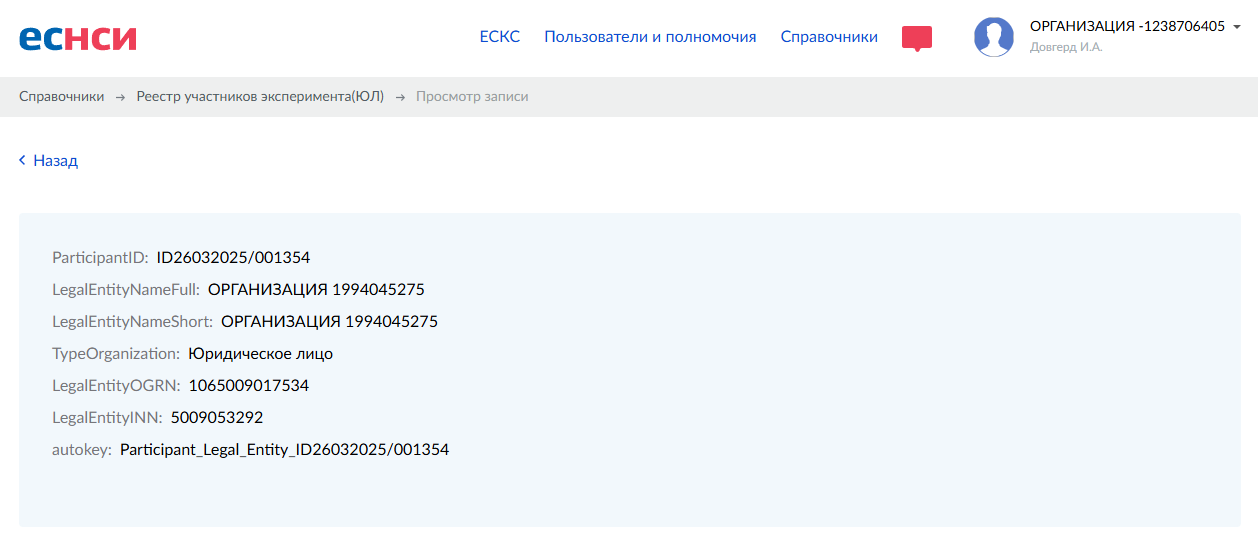 еснси
ЕСКС Пользователи и полномочия Справочники
ОРГАНИЗАЦИЯ -1238706405
Довгерд И.А.
Справочники → Реестр участников эксперимента(ЮЛ) → Просмотр записи
Назад
ParticipantID: ID26032025/001354
LegalEntityNameFull: ОРГАНИЗАЦИЯ 1994045275
LegalEntityNameShort: ОРГАНИЗАЦИЯ 1994045275
TypeOrganization: Юридическое лицо
LegalEntityOGRN: 1065009017534
LegalEntityINN: 5009053292
autokey: Participant_Legal_Entity_ID26032025/001354